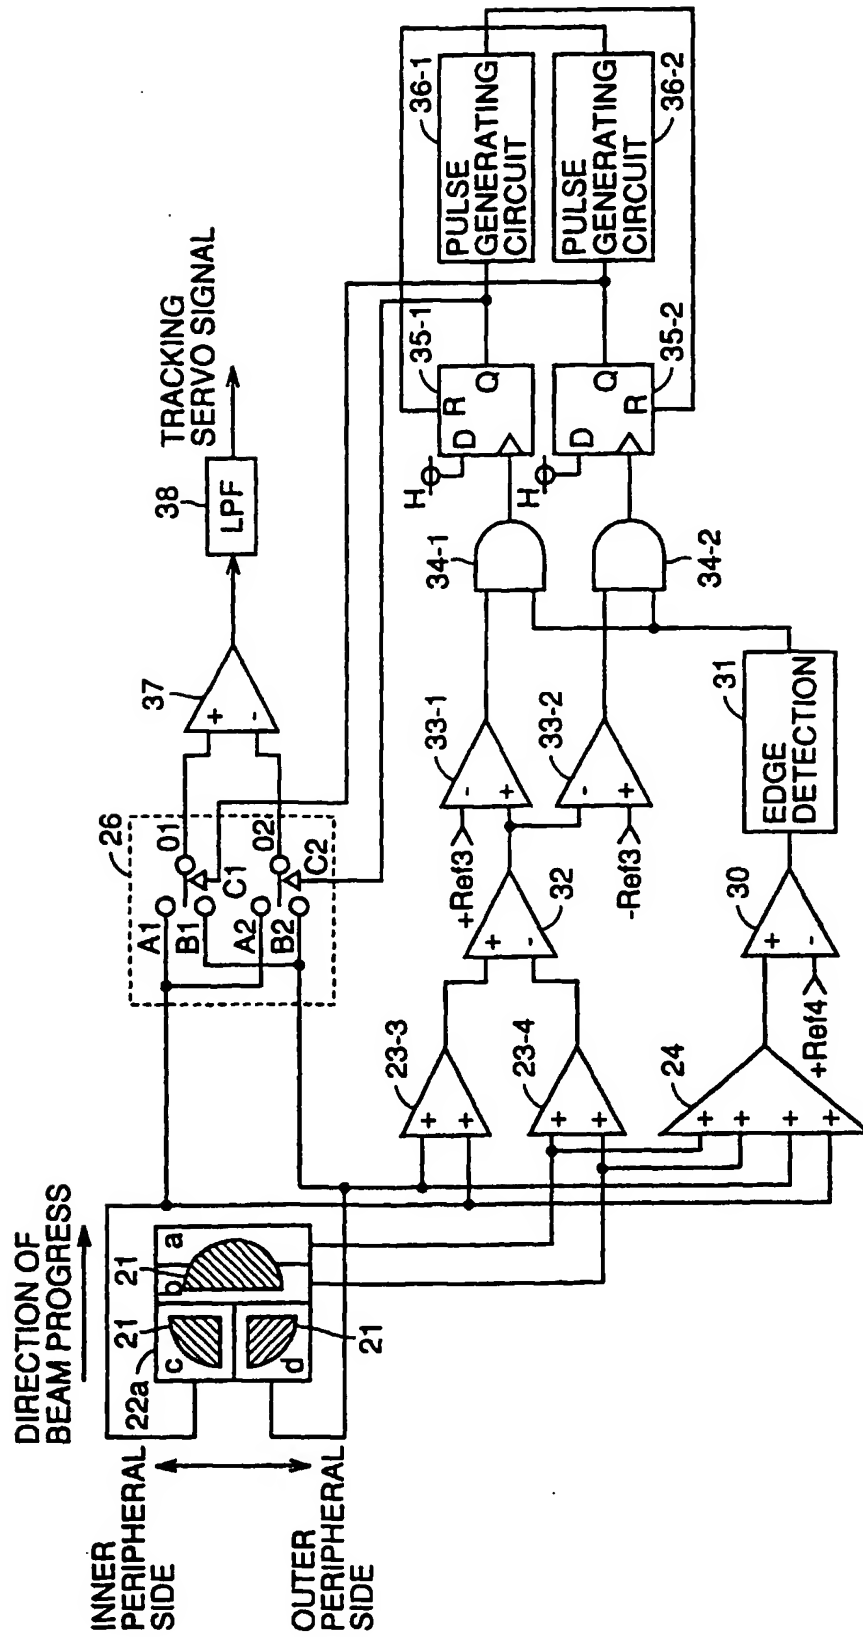 DIRECTION OF
BEAM PROGRESS
INNER
PERIPHERAL
SIDE
OUTER
PERIPHERAL
SIDE
22a
21
21
21
a
b
c
d
26
A1
B1
A2
B2
C1
C2
01
02
37
+
-
38
LPF
TRACKING
SERVO SIGNAL
23-3
+
+
23-4
+
+
24
+
+
+
+
32
+
-
+Ref3
-Ref3
33-1
-
+
33-2
-
+
30
+
-
+Ref4
31
EDGE
DETECTION
34-1
34-2
H
D
R
Q
35-1
H
D
R
Q
35-2
36-1
PULSE
GENERATING
CIRCUIT
36-2
PULSE
GENERATING
CIRCUIT